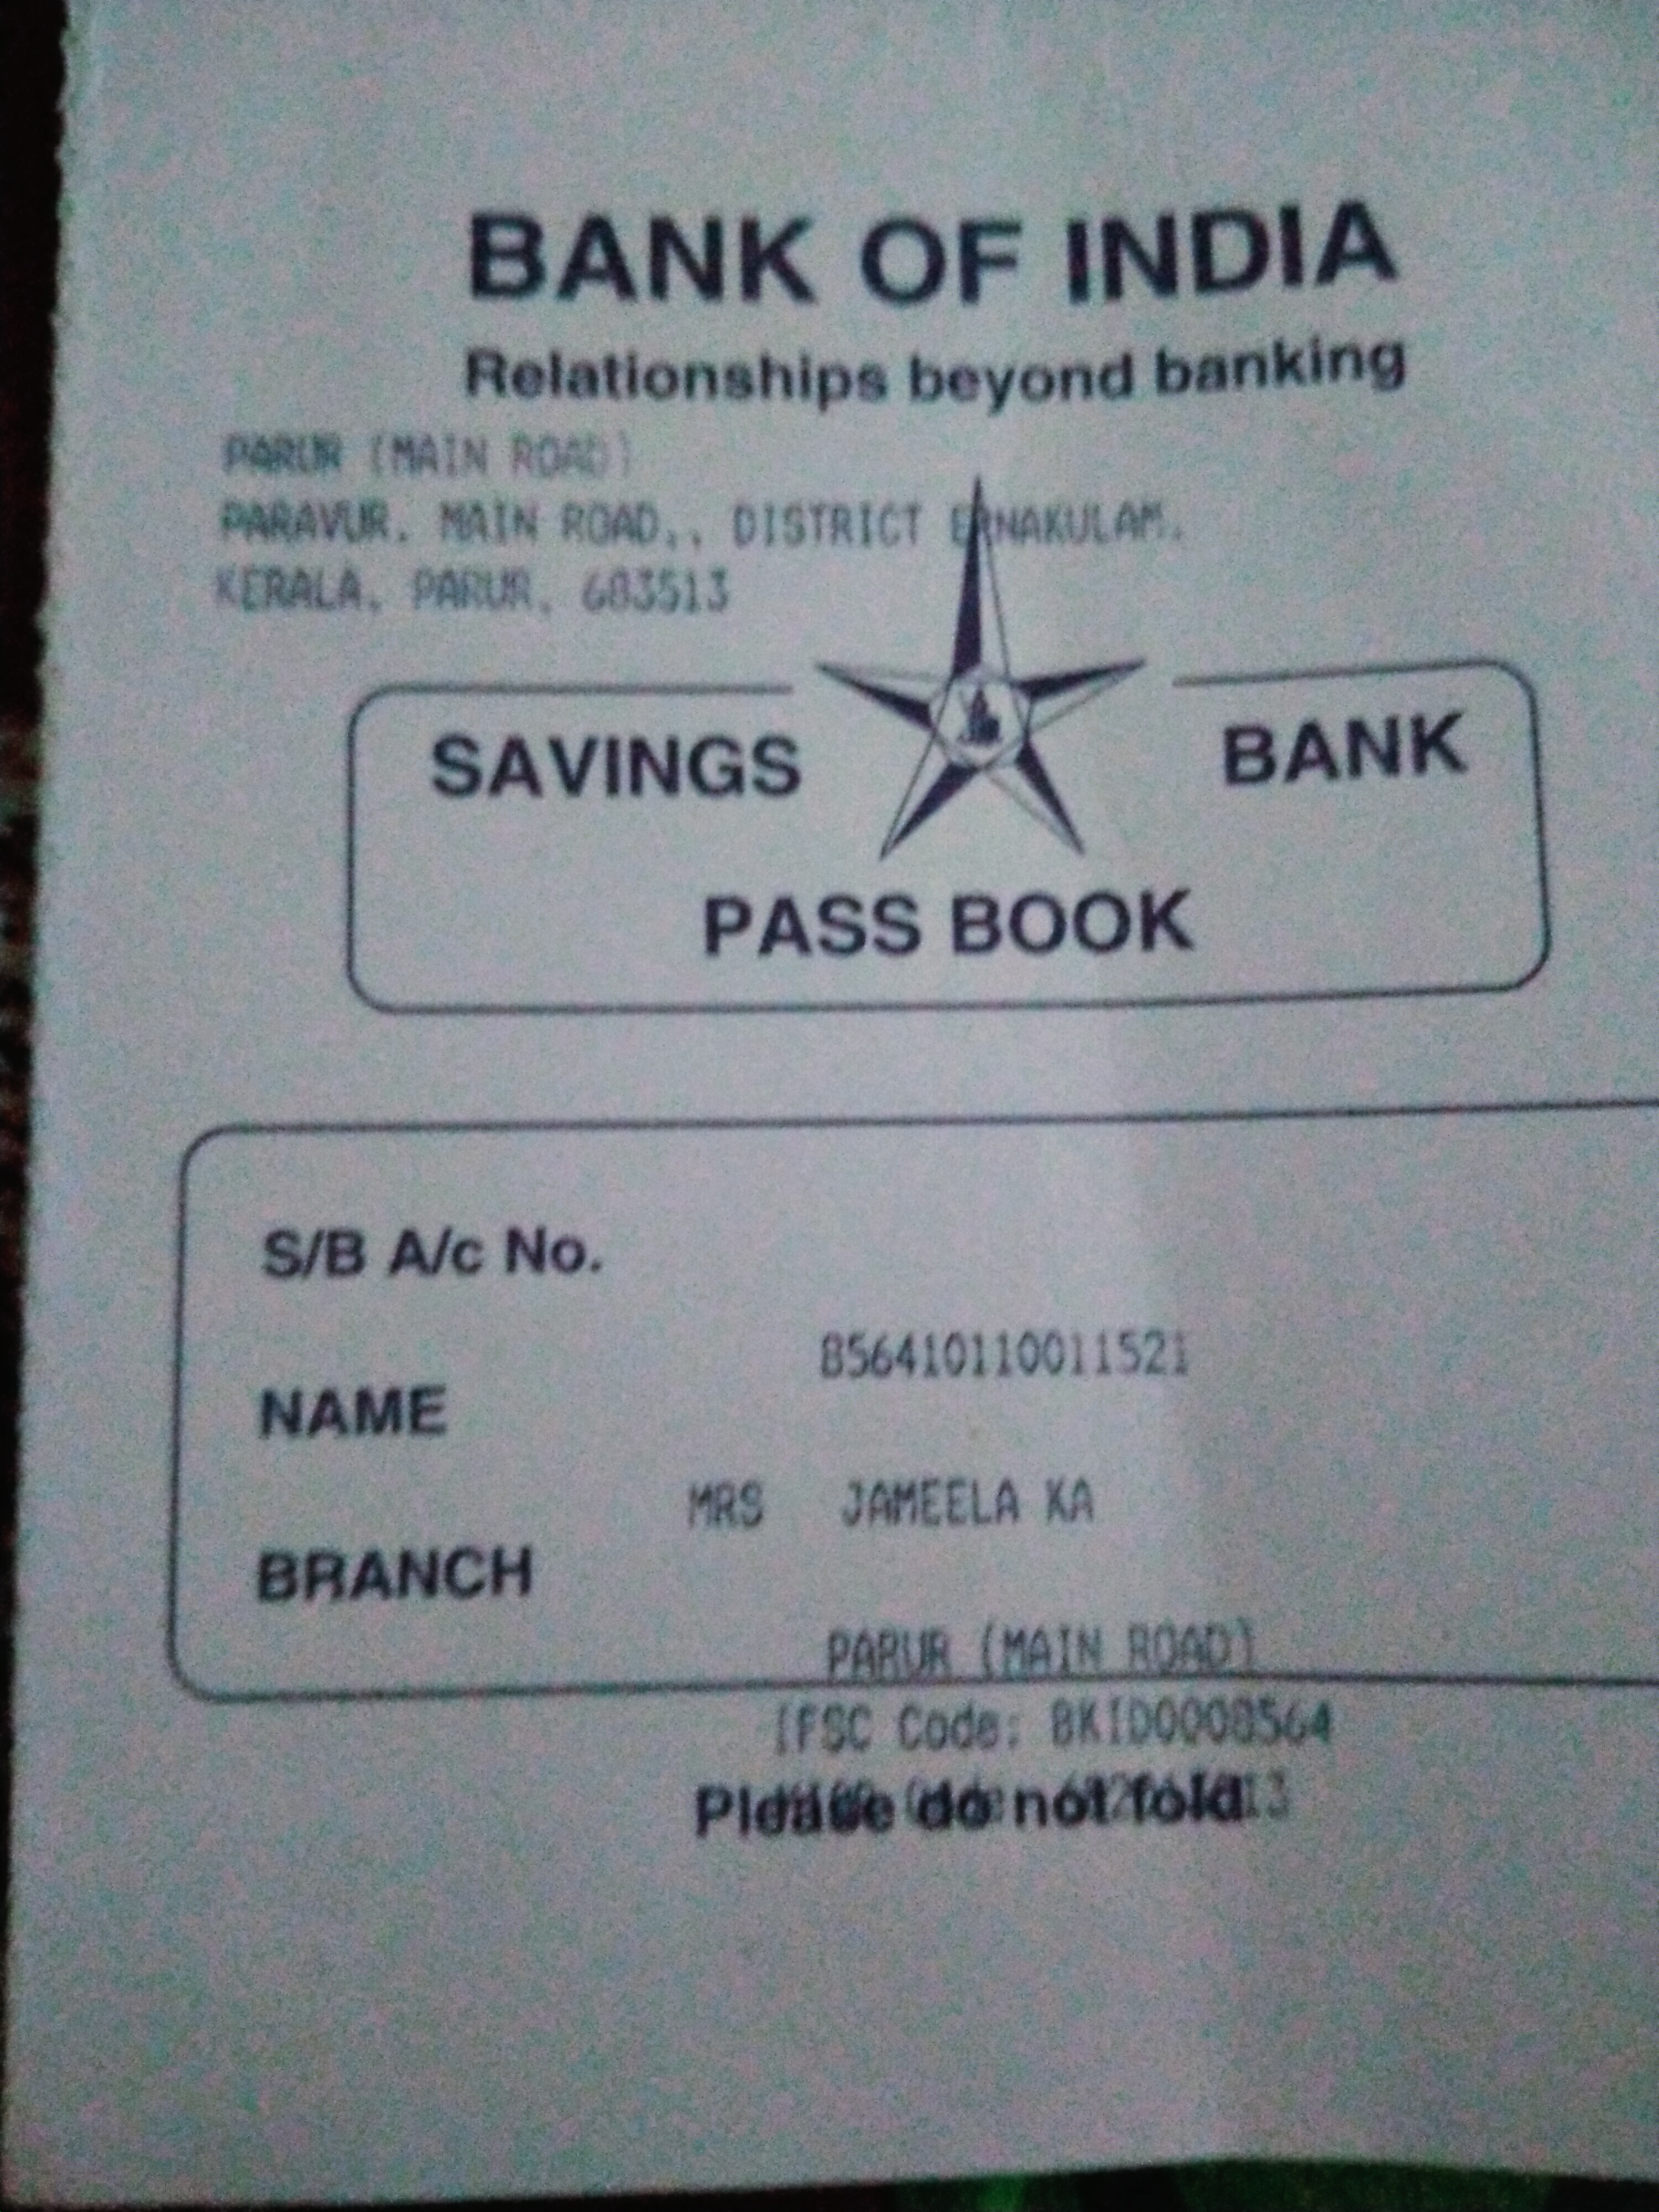 BANK OF INDIA
Relationships beyond banking
PARUR (MAIN ROAD)
PARAVUR, MAIN ROAD,, DISTRICT ERNAKULAM,
KERALA, PARUR, 683513
SAVINGS BANK
PASS BOOK
S/B A/c No.
856410110011521
NAME
MRS JAMEELA KA
BRANCH
PARUR (MAIN ROAD)
IFSC Code: BKID0008564
Please do not fold